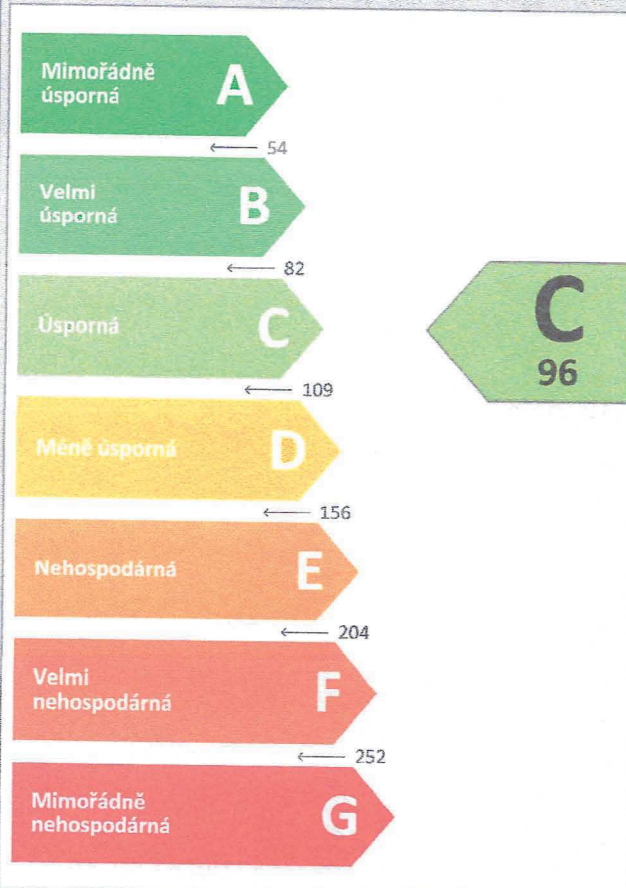 Mimořádně
úsporná
A
← 54
Velmi
úsporná
B
← 82
Úsporná
C
← 109
C
96
Méně úsporná
D
← 156
Nehospodárná
E
← 204
Velmi
nehospodárná
F
← 252
Mimořádně
nehospodárná
G